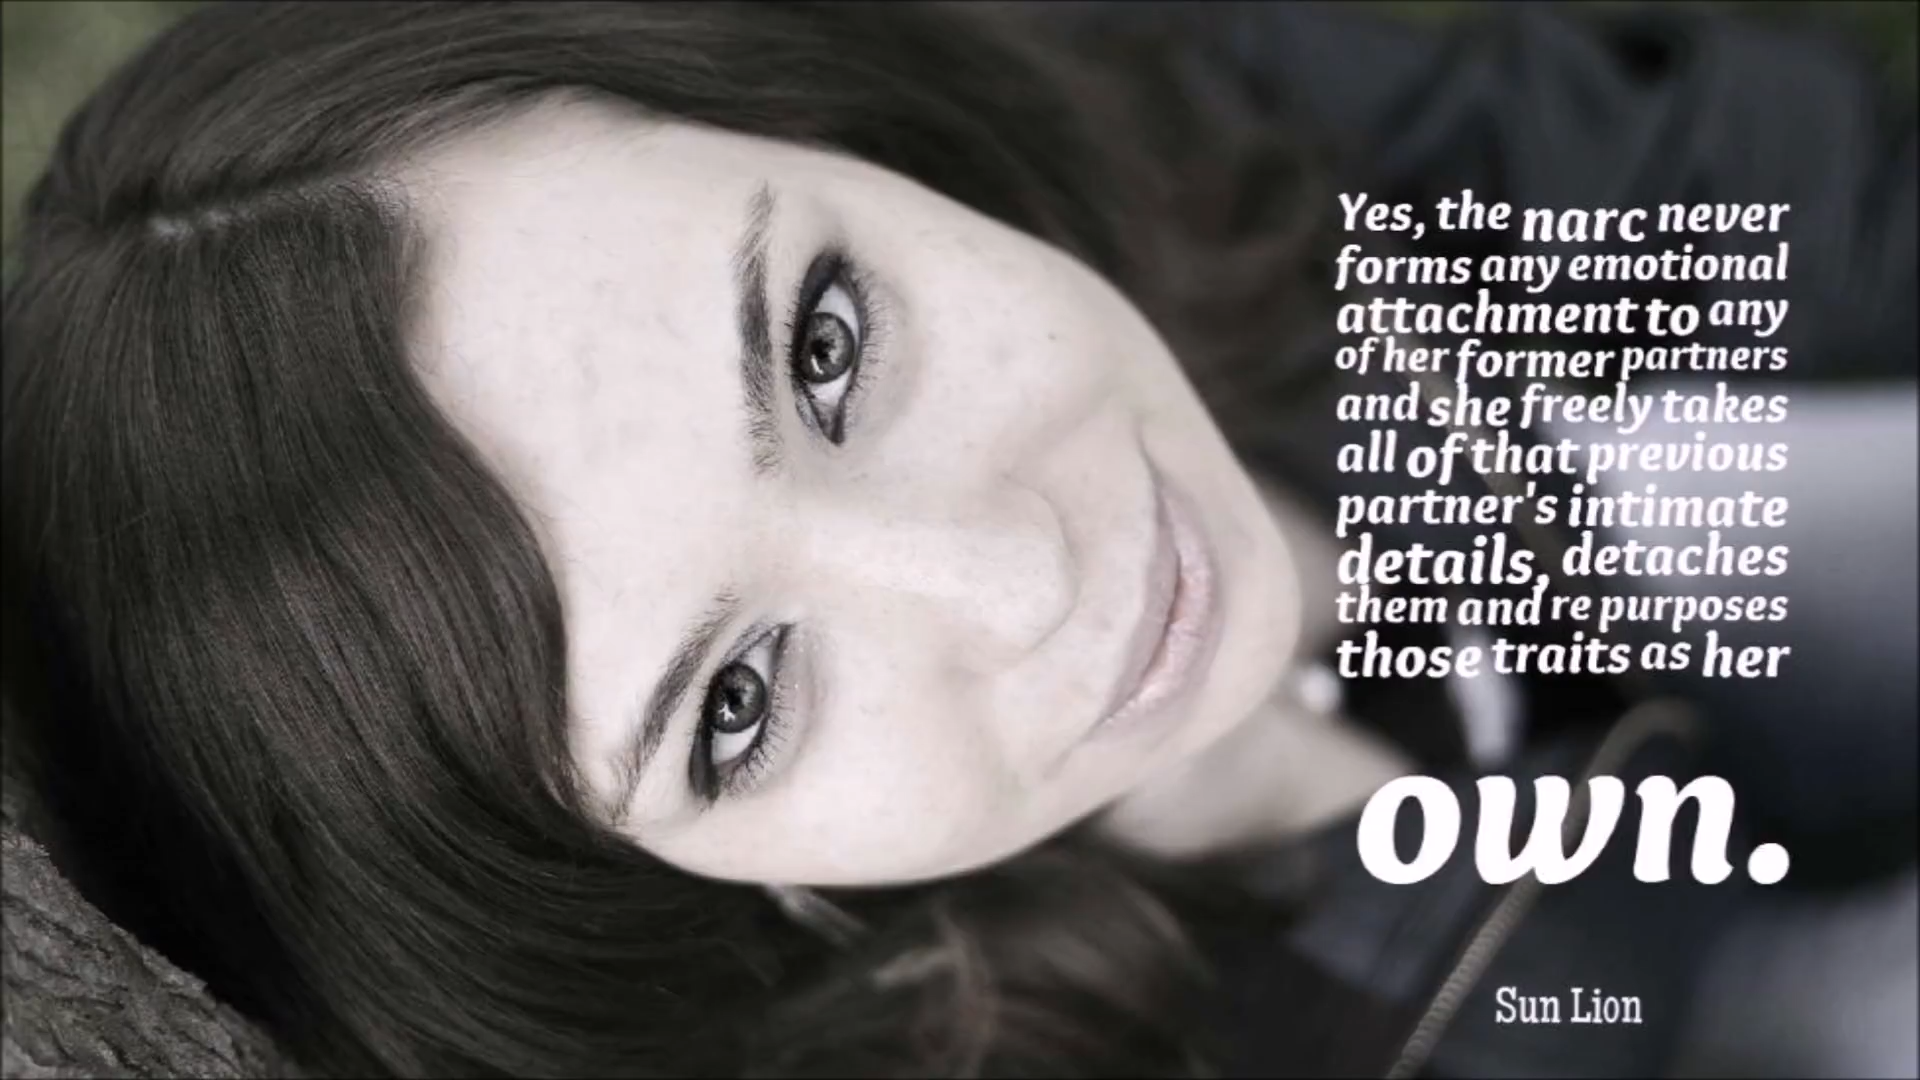 Yes, the narc never
forms any emotional
attachment to any
of her former partners
and she freely takes
all of that previous
partner's intimate
details, detaches
them and re purposes
those traits as her
own.
Sun Lion